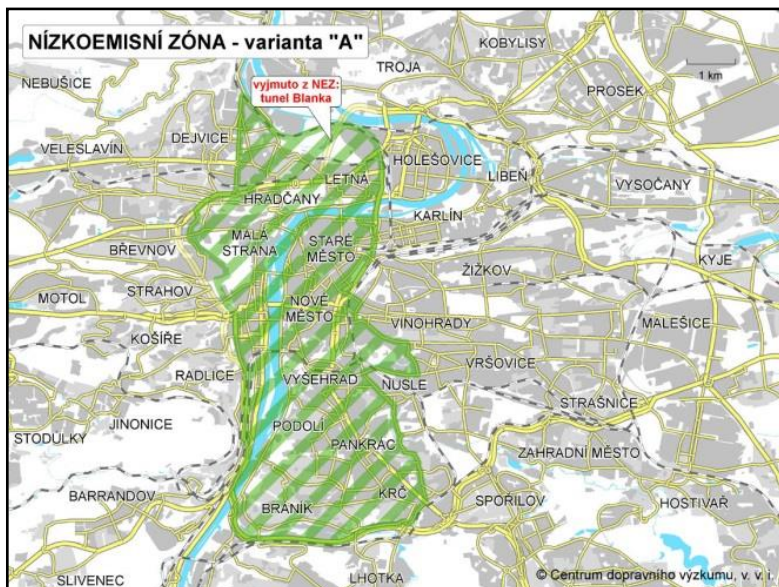 NÍZKOEMISNÍ ZÓNA - varianta "A"
KOBYLISY
TROJA
1 km
NEBUŠICE
vyjmuto z NEZ:
tunel Blanka
PROSEK
DEJVICE
VELESLAVÍN
HOLEŠOVICE
LIBEŇ
LETNÁ
VYSOČANY
HRADČANY
KARLÍN
MALÁ
STRANA
STARÉ
MĚSTO
BŘEVNOV
KYJE
ŽIŽKOV
STRAHOV
MOTOL
NOVÉ
MĚSTO
VINOHRADY
MALEŠICE
KOŠÍŘE
VRŠOVICE
RADLICE
VYŠEHRAD
NUSLE
STRAŠNICE
JINONICE
PODOLÍ
STODŮLKY
PANKRÁC
ZAHRADNÍ MĚSTO
BARRANDOV
KRČ
SPOŘILOV
HOSTIVAŘ
BRANÍK
SLIVENEC
LHOTKA
© Centrum dopravního výzkumu, v. v. i.